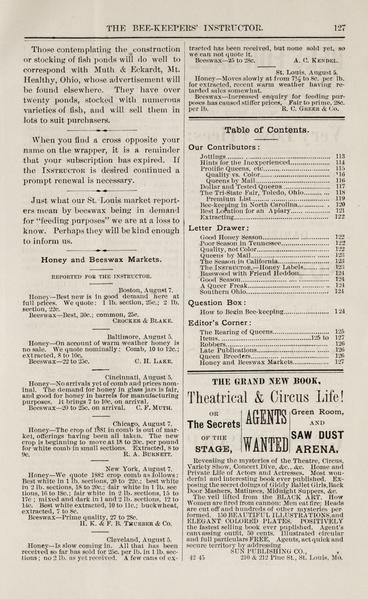 THE BEE-KEEPERS' INSTRUCTOR. 127
Those contemplating the construction
or stocking of fish ponds will do well to
correspond with Muth & Eckardt, Mt.
Healthy, Ohio, whose advertisement will
be found elsewhere. They have over
twenty ponds, stocked with numerous
varieties of fish, and will sell them in
lots to suit purchasers.
When you find a cross opposite your
name on the wrapper, it is a reminder
that your subscription has expired. If
the INSTRUCTOR is desired continued a
prompt renewal is necessary.
Just what our St. Louis market report-
ers mean by beeswax being in demand
for "feeding purposes" we are at a loss to
know. Perhaps they will be kind enough
to inform us.
Honey and Beeswax Markets.
REPORTED FOR THE INSTRUCTOR.
Boston, August 7.
Honey—Best new is in good demand here at
full prices. We quote: 1 lb. section, 25c.; 2 lb.
section, 22c.
Beeswax—Best, 30c.; common, 25c.
CROCKER & BLAKE.
Baltimore, August 5.
Honey—On account of warm weather honey is
no sale. We quote nominally: Comb, 10 to 12c.;
extracted, 8 to 10c.
Beeswax—22 to 25c. C. H. LAKE.
Cincinnati, August 5.
Honey—No arrivals yet of comb and prices nom-
inal. The demand for honey in glass jars is fair,
and good for honey in barrels for manufacturing
purposes. It brings 7 to 10c, on arrival.
Beeswax—20 to 25c. on arrival. C. F. MUTH.
Chicago, August 7.
Honey—The crop of 1881 in comb is out of mar-
ket, offerings having been all taken. The new
crop is beginning to move at 18 to 20c. per pound
for white comb in small sections. Extracted, 8 to
9c. R. A. BURNETT.
New York, August 7.
Honey—We quote 1882 crop comb as follows:
Best white in 1 lb. sections, 20 to 22c.; best white
in 2 lb. sections, 18 to 20c.; fair white in 1 lb. sec
tions, 16 to 18c.; fair white in 2 lb. sections, 15 to
17c; mixed and dark in 1 and 2 lb. sections, 12 to
14c. Best white extracted, 10 to 11c.; buckwheat,
extracted, 7 to 8c.
Beeswax—Prime quality, 27 to 28c.
H. K. & F. B. THURBER & CO.
Cleveland, August 5.
Honey—Is slow coming in. All that has been
received so far has sold for 25c. per lb. in 1 lb. sec-
tions; no 2 lb. as yet received. A few cans of ex-
tracted has been received, but none sold yet, so
we can not quote it.
Beeswax—25 to 28c. A. C. KENDEL.
St. Louis, August 5.
Honey—Moves slowly at from 7½ to 8c. per lb.
for extracted, recent warm weather having re-
tarded sales somewhat.
Beeswax—Increased enquiry for feeding pur-
poses has caused stiffer prices. Fair to prime, 28c.
per lb. R. C. GREER & CO.
Table of Contents.
Our Contributors:
Jottings 113
Hints for the Inexperienced 114
Prolific Queens, etc 115
Quality vs. Color 116
Queens by Mail 116
Dollar and Tested Queens 117
The Tri-State Fair, Toledo, Ohio 118
Premium List 119
Bee-keeping in North Carolina 120
Best Location for an Apiary 121
Extracting 122
Letter Drawer:
Good Honey Season 122
Poor Season in Tennessee 122
Quality, not Color 122
Queens by Mail 123
The Season in California 123
The INSTRUCTOR,—Honey Labels 123
Basswood with Friend Heddon 124
Good Season 124
A Queer Freak 124
Southern Ohio 124
Question Box:
How to Begin Bee-keeping 124
Editor's Corner:
The Rearing of Queens 125
Items 125 to 127
Robbers 126
Late Publications 126
Queen Breeders 126
Honey and Beeswax Markets 127
THE GRAND NEW BOOK,
Theatrical & Circus Life!
OR
The Secrets
OF THE
STAGE,
AGENTS
WANTED
Green Room,
AND
SAW DUST
ARENA.
Revealing the mysteries of the Theatre, Circus,
Variety Show, Concert Dive, &c., &c. Home and
Private Life of Actors and Actresses. Most won-
derful and interesting book ever published. Ex-
posing the secret doings of Giddy Ballet Girls, Back
Door Mashers, Matinees, Midnight Suppers, &c.
The veil lifted from the BLACK ART. How
Women are fired from cannon; Men eat fire; Heads
are cut off and hundreds of other mysteries per-
formed. 150 BEAUTIFUL ILLUSTRATIONS, and
ELEGANT COLORED PLATES. POSITIVELY
the fastest selling book ever puplished. Agent's
canvassing outfit, 50 cents. Illustrated circular
and full particulars FREE. Agents, act quick and
secure territory by addressing
SUN PUBLISHING CO.,
42 45 210 & 212 Pine St., St. Louis, Mo.